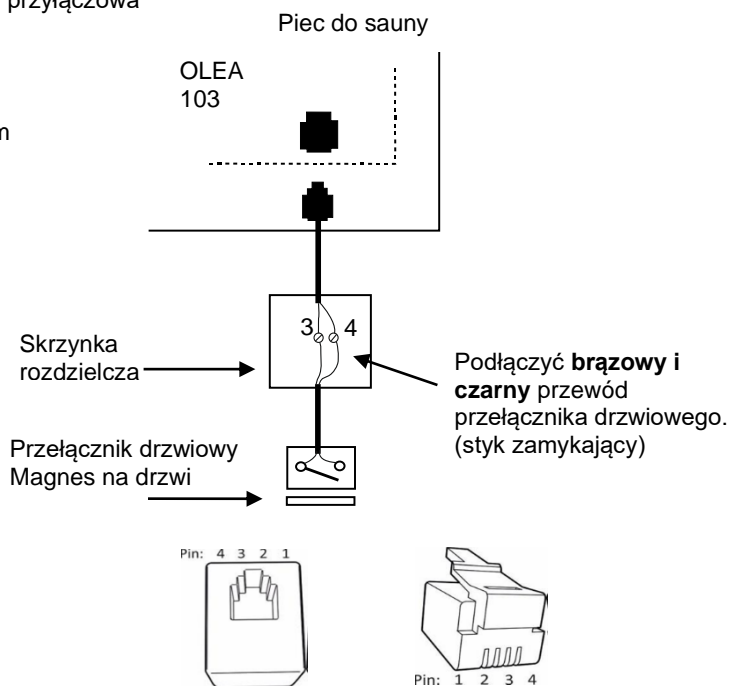 przyłączowa
Piec do sauny
OLEA
103
m
3 4
Skrzynka
rozdzielcza
Podłączyć brązowy i
czarny przewód
przełącznika drzwiowego.
(styk zamykający)
Przełącznik drzwiowy
Magnes na drzwi
Pin: 4 3 2 1
Pin: 1 2 3 4